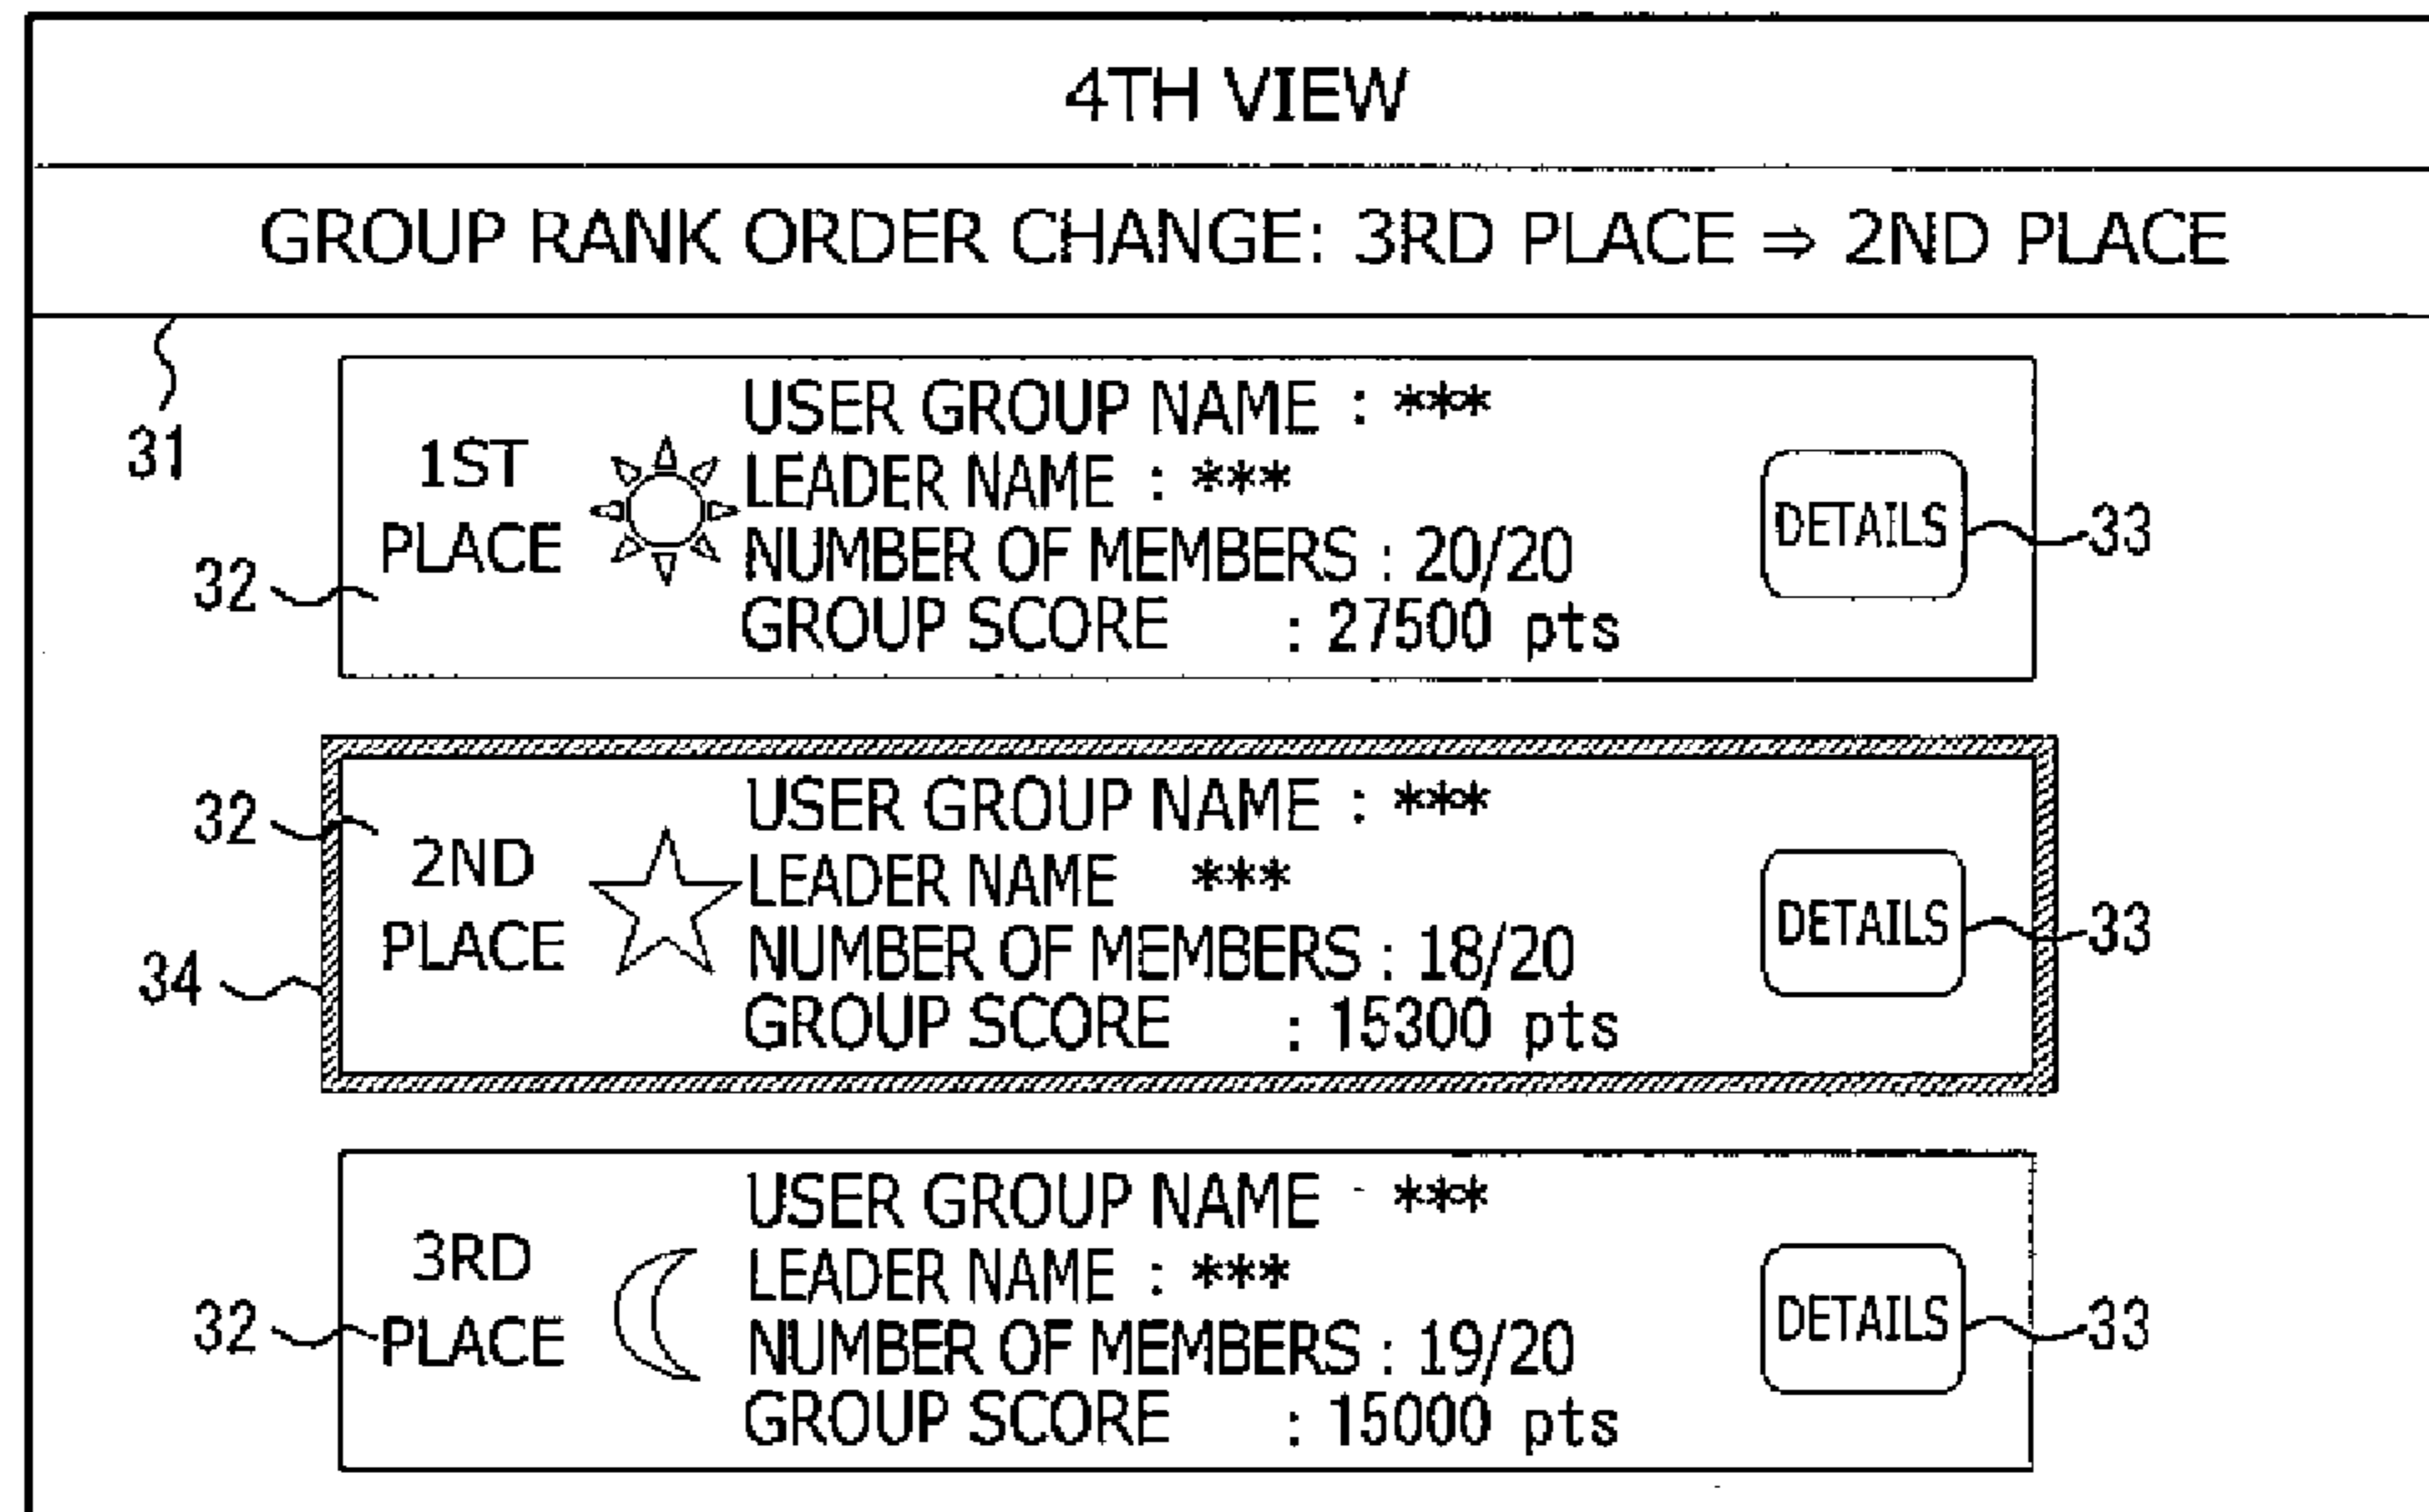 4TH VIEW
GROUP RANK ORDER CHANGE: 3RD PLACE ⇒ 2ND PLACE
31
1ST
PLACE
USER GROUP NAME : ***
LEADER NAME : ***
NUMBER OF MEMBERS : 20/20
GROUP SCORE : 27500 pts
DETAILS
33
32
32
2ND
PLACE
USER GROUP NAME : ***
LEADER NAME ***
NUMBER OF MEMBERS : 18/20
GROUP SCORE : 15300 pts
DETAILS
33
34
3RD
PLACE
USER GROUP NAME - ***
LEADER NAME : ***
NUMBER OF MEMBERS : 19/20
GROUP SCORE : 15000 pts
DETAILS
33
32